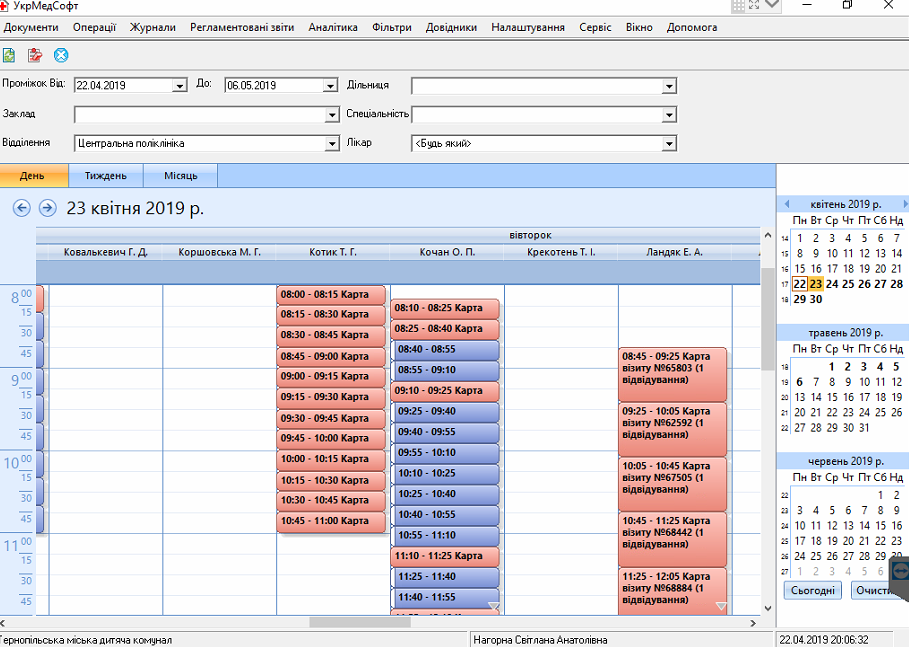 УкрМедСофт
Документи Операції Журнали Регламентовані звіти Аналітика Фільтри Довідники Налаштування Сервіс Вікно Допомога
Проміжок Від: 22.04.2019 До: 06.05.2019 Дільниця
Заклад Спеціальність
Відділення Центральна поліклініка Лікар <Будь який>
День Тиждень Місяць
23 квітня 2019 р.
вівторок
Ковалькевич Г. Д. Коршовська М. Г. Котик Т. Г. Кочан О. П. Крекотень Т. І. Ландяк Е. А.
8 00
15
30
45
9 00
15
30
45
10 00
15
30
45
11 00
15
30
45
08:00 - 08:15 Карта
08:15 - 08:30 Карта
08:30 - 08:45 Карта
08:45 - 09:00 Карта
09:00 - 09:15 Карта
09:15 - 09:30 Карта
09:30 - 09:45 Карта
09:45 - 10:00 Карта
10:00 - 10:15 Карта
10:15 - 10:30 Карта
10:30 - 10:45 Карта
10:45 - 11:00 Карта
08:10 - 08:25 Карта
08:25 - 08:40 Карта
08:40 - 08:55
08:55 - 09:10
09:10 - 09:25 Карта
09:25 - 09:40
09:40 - 09:55
09:55 - 10:10
10:10 - 10:25
10:25 - 10:40
10:40 - 10:55
10:55 - 11:10
11:10 - 11:25 Карта
11:25 - 11:40
11:40 - 11:55
08:45 - 09:25 Карта
візиту №65803 (1
відвідування)
09:25 - 10:05 Карта
візиту №62592 (1
відвідування)
10:05 - 10:45 Карта
візиту №67505 (1
відвідування)
10:45 - 11:25 Карта
візиту №68442 (1
відвідування)
11:25 - 12:05 Карта
візиту №68884 (1
відвідування)
квітень 2019 р.
Пн Вт Ср Чт Пт Сб Нд
14 1 2 3 4 5 6 7
15 8 9 10 11 12 13 14
16 15 16 17 18 19 20 21
17 22 23 24 25 26 27 28
18 29 30
травень 2019 р.
Пн Вт Ср Чт Пт Сб Нд
18 1 2 3 4 5
19 6 7 8 9 10 11 12
20 13 14 15 16 17 18 19
21 20 21 22 23 24 25 26
22 27 28 29 30 31
червень 2019 р.
Пн Вт Ср Чт Пт Сб Нд
22 1 2
23 3 4 5 6 7 8 9
24 10 11 12 13 14 15 16
25 17 18 19 20 21 22 23
26 24 25 26 27 28 29 30
27 1 2 3 4 5 6
Сьогодні Очисти
Тернопільська міська дитяча комунал Нагорна Світлана Анатоліївна 22.04.2019 20:06:32